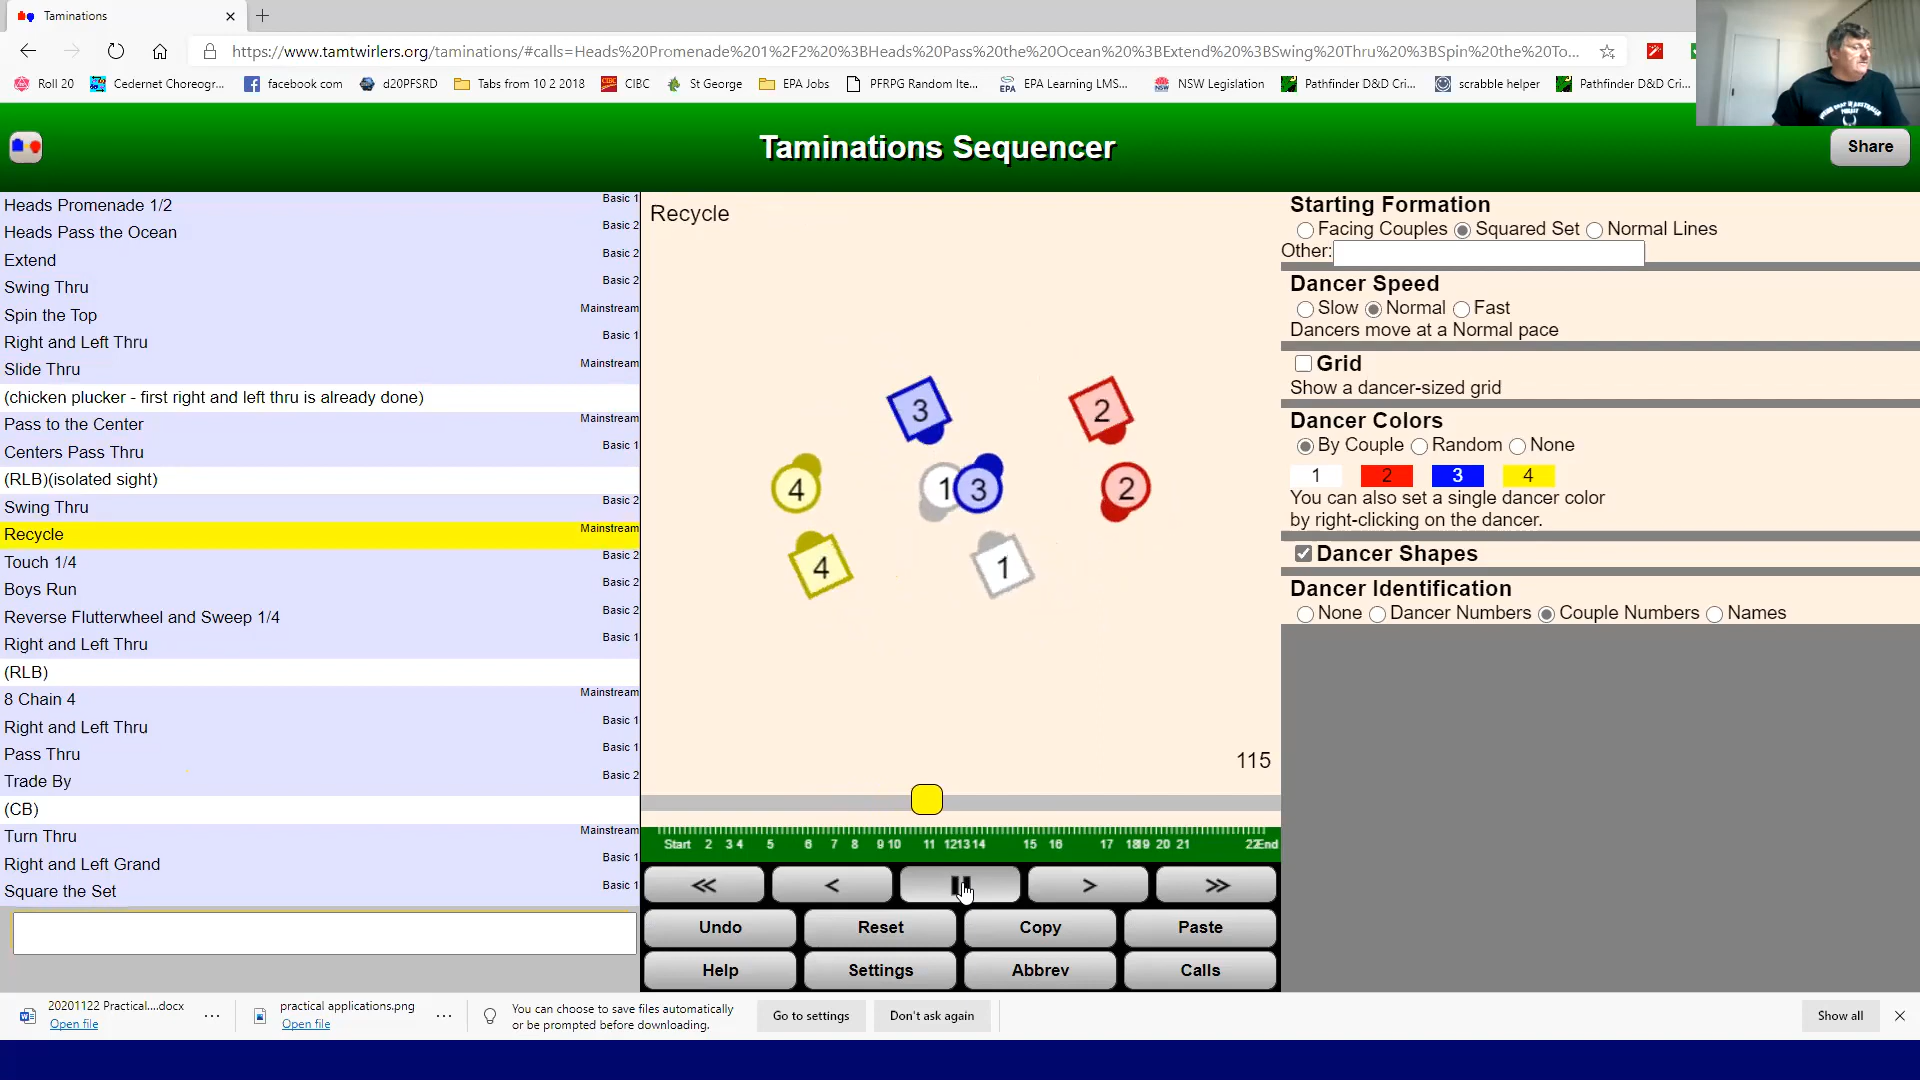 Taminations
https://www.tamtwirlers.org/taminations/#calls=Heads%20Promenade%201%2F2%20%3BHeads%20Pass%20the%20Ocean%20%3BExtend%20%3BSwing%20Thru%20%3BSpin%20the%20To...
Roll 20 Cedernet Choreogr... facebook com d20PFSRD Tabs from 10 2 2018 CIBC St George EPA Jobs PFRPG Random Ite... EPA Learning LMS... NSW Legislation Pathfinder D&D Cri... scrabble helper Pathfinder D&D Cri...
Taminations Sequencer
Share
Heads Promenade 1/2 Basic 1
Heads Pass the Ocean Basic 2
Extend Basic 2
Swing Thru Basic 2
Spin the Top Mainstream
Right and Left Thru Basic 1
Slide Thru Mainstream
(chicken plucker - first right and left thru is already done)
Pass to the Center Mainstream
Centers Pass Thru Basic 1
(RLB)(isolated sight)
Swing Thru Basic 2
Recycle Mainstream
Touch 1/4 Basic 2
Boys Run Basic 2
Reverse Flutterwheel and Sweep 1/4 Basic 2
Right and Left Thru Basic 1
(RLB)
8 Chain 4 Mainstream
Right and Left Thru Basic 1
Pass Thru Basic 1
Trade By Basic 2
(CB)
Turn Thru Mainstream
Right and Left Grand Basic 1
Square the Set Basic 1
Recycle
3 2
4 1 3 2
4 1
115
Start 2 3 4 5 6 7 8 9 10 11 12 13 14 15 16 17 18 19 20 21 22 End
<< < > >>
Undo Reset Copy Paste
Help Settings Abbrev Calls
Starting Formation
Facing Couples Squared Set Normal Lines
Other:
Dancer Speed
Slow Normal Fast
Dancers move at a Normal pace
Grid
Show a dancer-sized grid
Dancer Colors
By Couple Random None
1 2 3 4
You can also set a single dancer color
by right-clicking on the dancer.
Dancer Shapes
Dancer Identification
None Dancer Numbers Couple Numbers Names
20201122 Practical....docx
Open file
practical applications.png
Open file
You can choose to save files automatically
or be prompted before downloading.
Go to settings Don't ask again
Show all